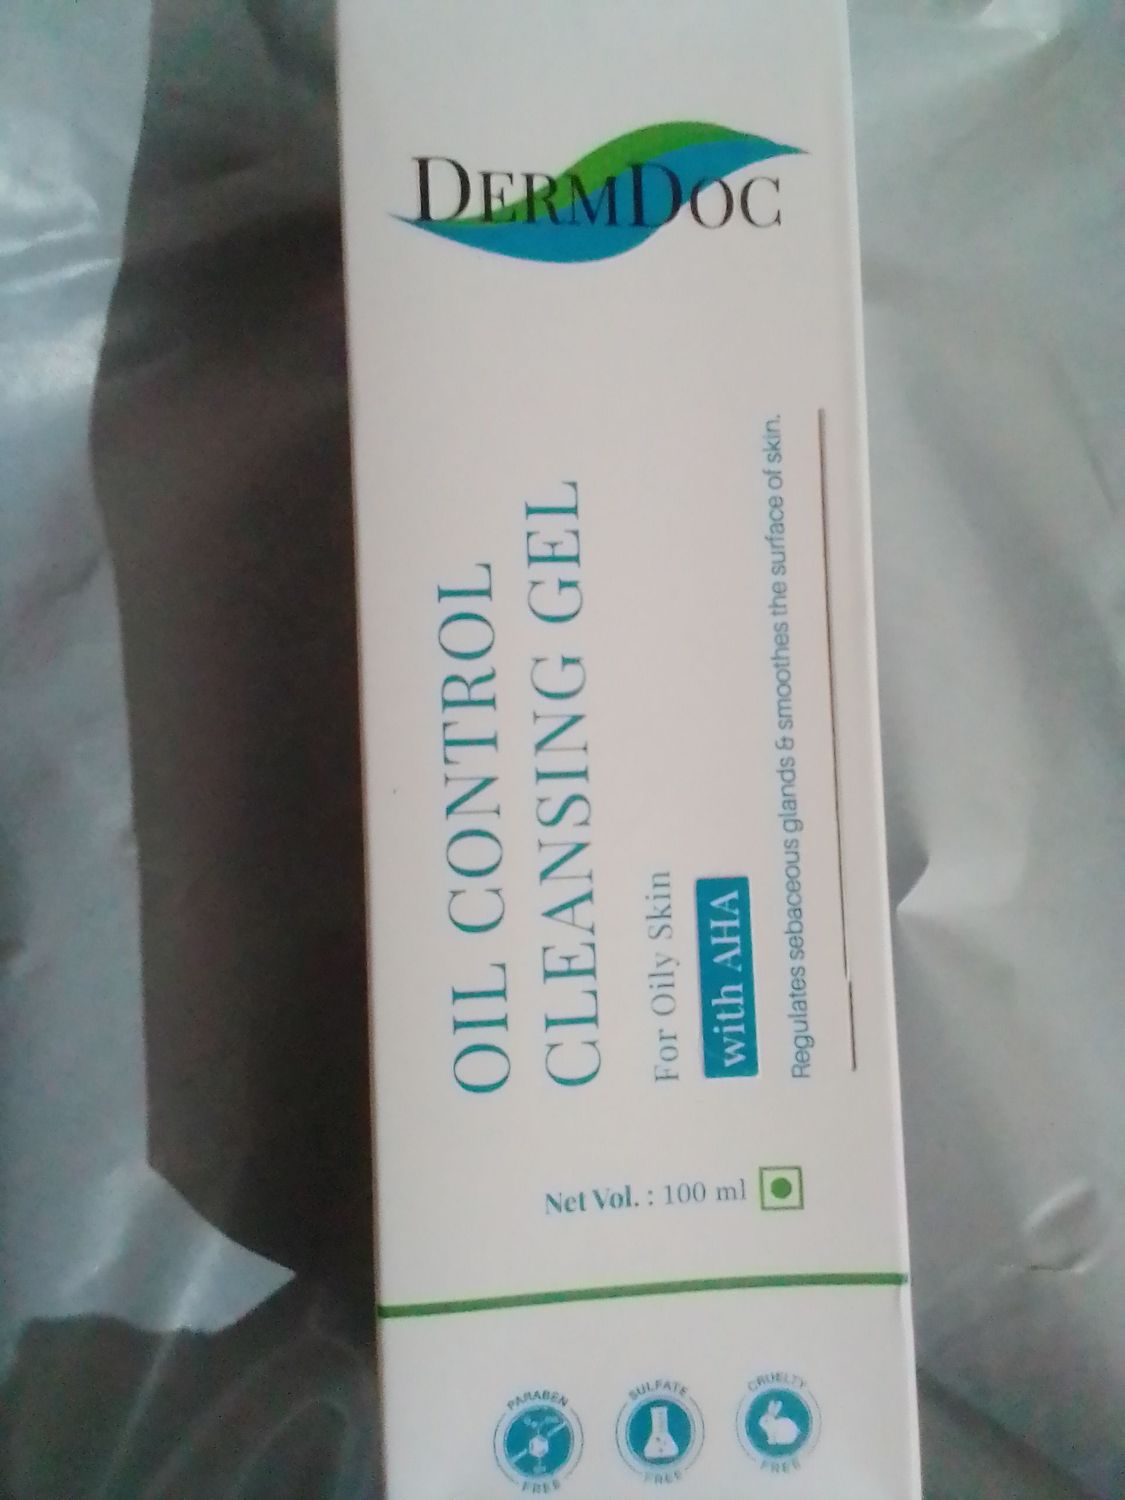 DERMDOC
OIL CONTROL
CLEANSING GEL
For Oily Skin
with AHA
Regulates sebaceous glands & smoothes the surface of skin.
Net Vol. : 100 ml
PARABEN
FREE
SULFATE
FREE
CRUELTY
FREE